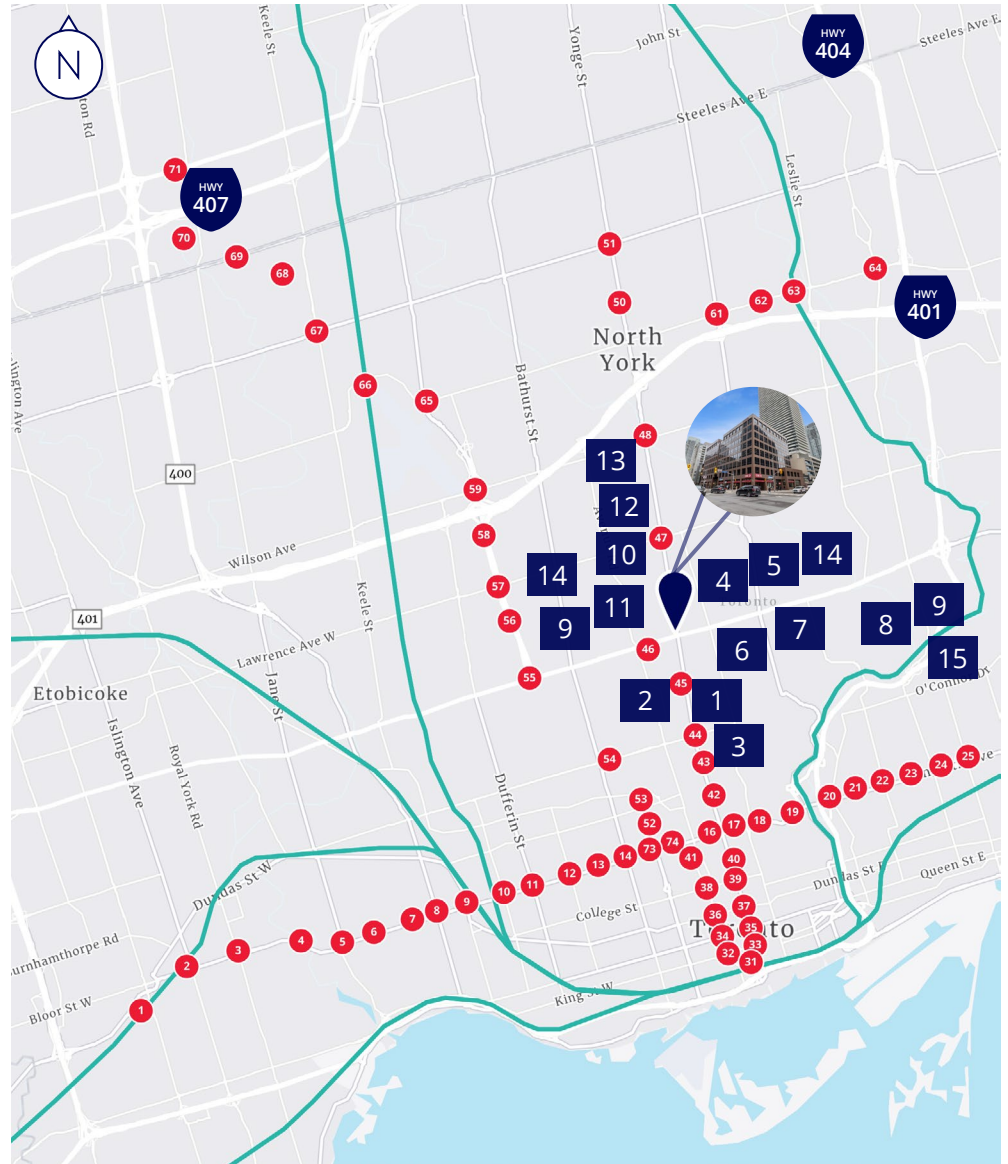 N
Keele St
Yonge St
John St
HWY
404
Steeles Ave E
ton Rd
Steeles Ave E
71
HWY
407
Leslie St
70
69
68
51
64
63
62
50
61
HWY
401
67
North
York
66
65
Bathurst St
lington Ave
48
13
400
59
12
58
47
Wilson Ave
10
14
4
5
14
57
Keele St
11
Toronto
9
401
56
9
8
7
6
46
Lawrence Ave W
15
55
O'Connor Dr
Etobicoke
Jane St
45
2
1
Islington Ave
44
3
43
Royal York Rd
54
25
24
23
22
21
20
42
53
Dufferin St
19
18
17
16
52
74
73
14
13
12
11
10
41
40
39
38
Dundas St E
Queen St E
Dundas St W
9
8
7
6
5
4
3
2
37
College St
36
35
Toronto
34
33
32
31
Burnhamthorpe Rd
King St W
Bloor St W
1